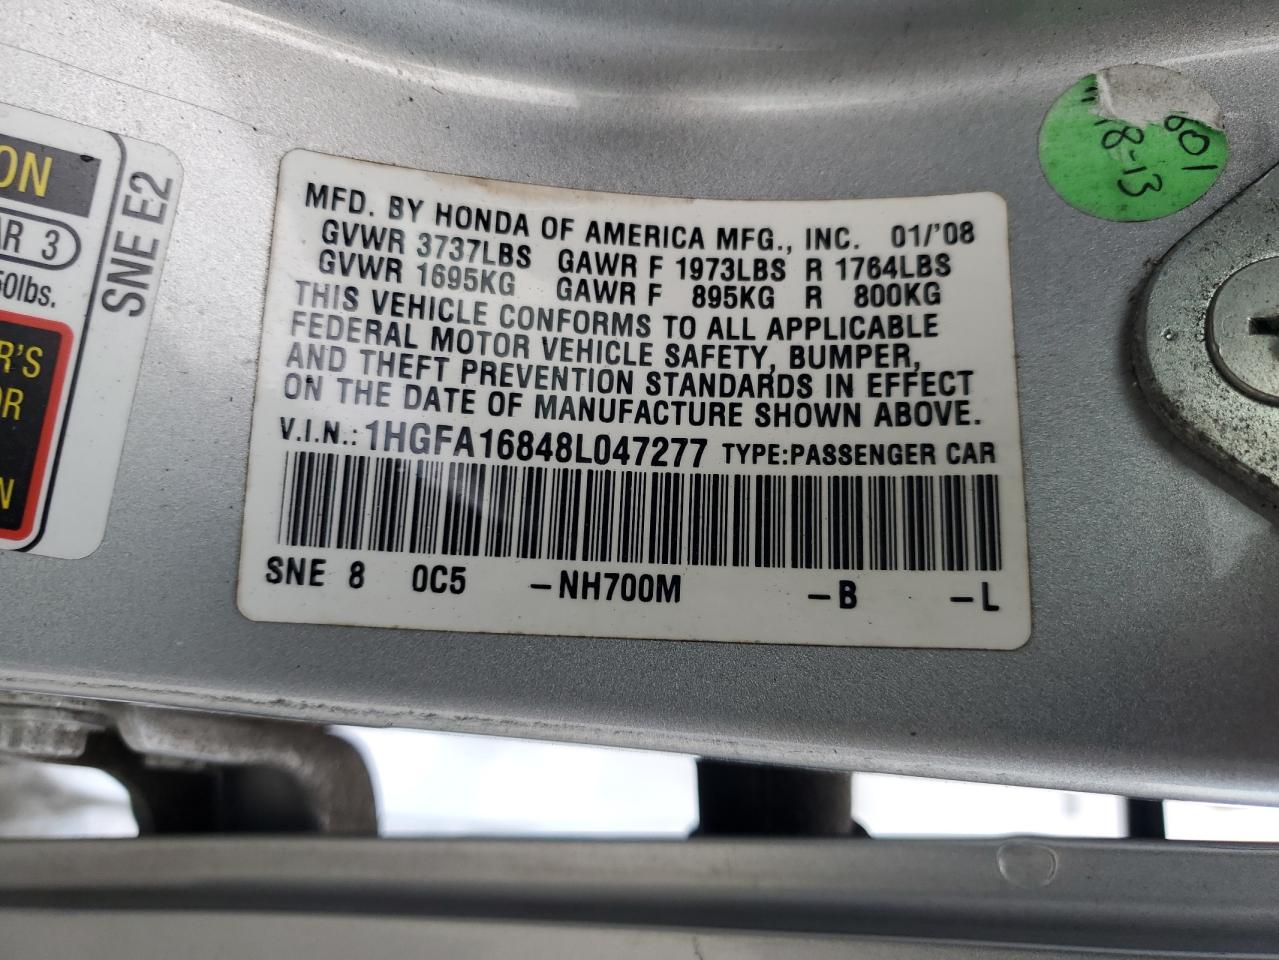 ON
AR 3
50lbs.
R'S
OR
N
SNE E2
MFD. BY HONDA OF AMERICA MFG., INC. 01/'08
GVWR 3737LBS GAWR F 1973LBS R 1764LBS
GVWR 1695KG GAWR F 895KG R 800KG
THIS VEHICLE CONFORMS TO ALL APPLICABLE
FEDERAL MOTOR VEHICLE SAFETY, BUMPER,
AND THEFT PREVENTION STANDARDS IN EFFECT
ON THE DATE OF MANUFACTURE SHOWN ABOVE.
V.I.N.: 1HGFA16848L047277 TYPE:PASSENGER CAR
SNE 8 0C5 -NH700M -B -L
18-13
601